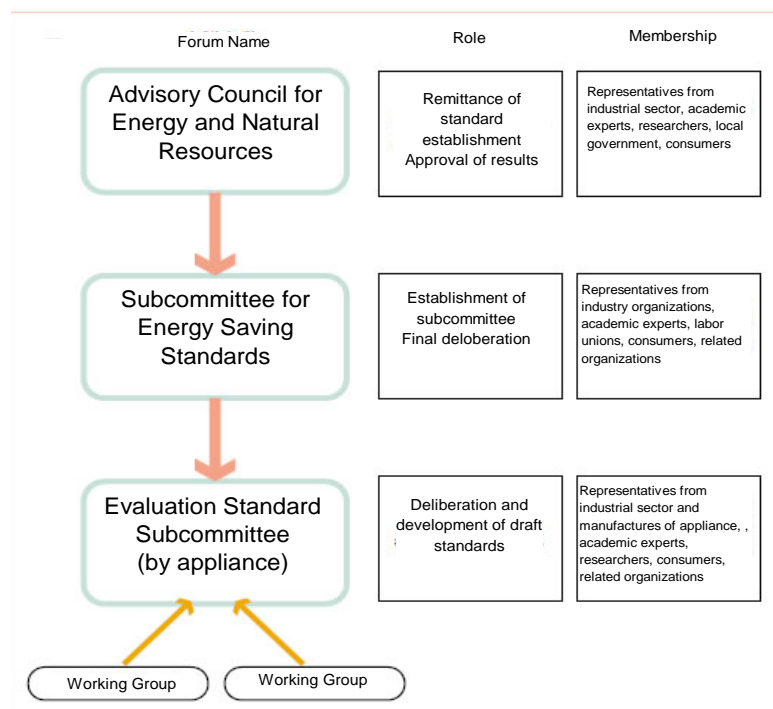 Forum Name
Role
Membership
Advisory Council for
Energy and Natural
Resources
Remittance of
standard
establishment
Approval of results
Representatives from
industrial sector, academic
experts, researchers, local
government, consumers
Subcommittee for
Energy Saving
Standards
Establishment of
subcommittee
Final deloberation
Representatives from
industry organizations,
academic experts, labor
unions, consumers, related
organizations
Evaluation Standard
Subcommittee
(by appliance)
Deliberation and
development of draft
standards
Representatives from
industrial sector and
manufactures of appliance, ,
academic experts,
researchers, consumers,
related organizations
Working Group
Working Group